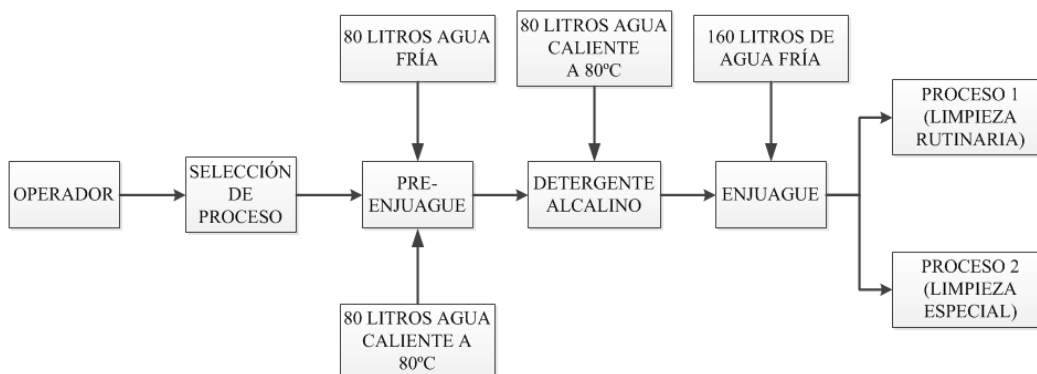 80 LITROS AGUA
FRÍA
80 LITROS AGUA
CALIENTE
A 80ºC
160 LITROS DE
AGUA FRÍA
PROCESO 1
(LIMPIEZA
RUTINARIA)
OPERADOR
SELECCIÓN
DE
PROCESO
PRE-
ENJUAGUE
DETERGENTE
ALCALINO
ENJUAGUE
PROCESO 2
(LIMPIEZA
ESPECIAL)
80 LITROS AGUA
CALIENTE A
80ºC